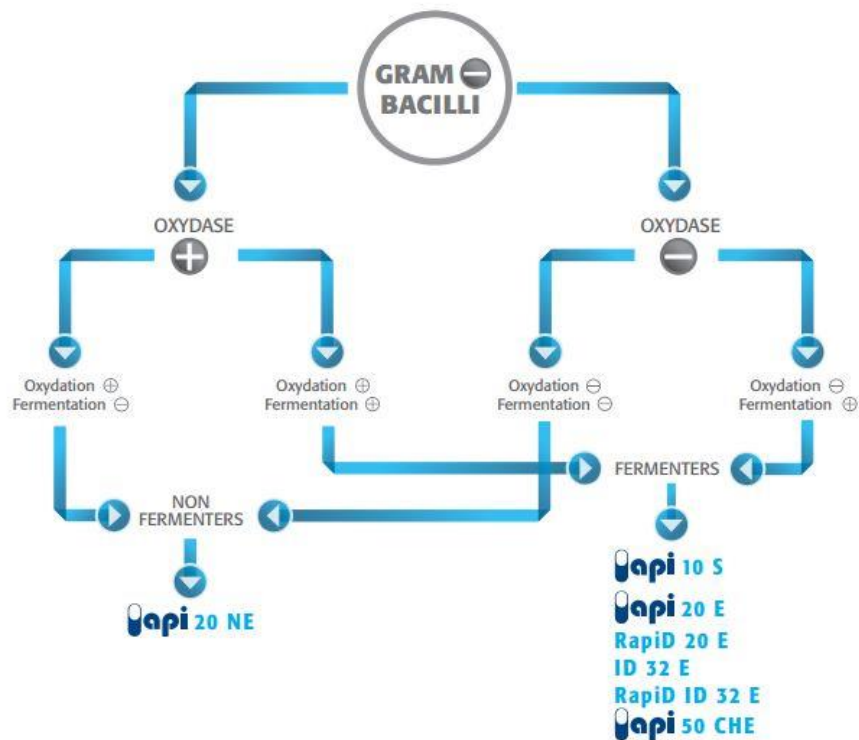 GRAM ⊖
BACILLI
OXYDASE
+
OXYDASE
−
Oxydation ⊕
Fermentation ⊖
Oxydation ⊕
Fermentation ⊕
Oxydation ⊖
Fermentation ⊖
Oxydation ⊖
Fermentation ⊕
NON
FERMENTERS
api 20 NE
FERMENTERS
api 10 S
api 20 E
RapiD 20 E
ID 32 E
RapiD ID 32 E
api 50 CHE